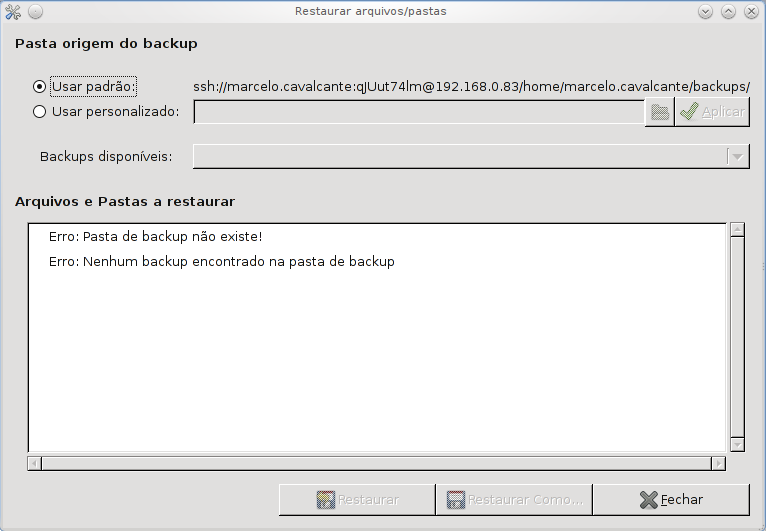 Restaurar arquivos/pastas
Pasta origem do backup
Usar padrão: ssh://marcelo.cavalcante:qJUut74lm@192.168.0.83/home/marcelo.cavalcante/backups/
Usar personalizado: Aplicar
Backups disponíveis:
Arquivos e Pastas a restaurar
Erro: Pasta de backup não existe!
Erro: Nenhum backup encontrado na pasta de backup
Restaurar Restaurar Como... Fechar